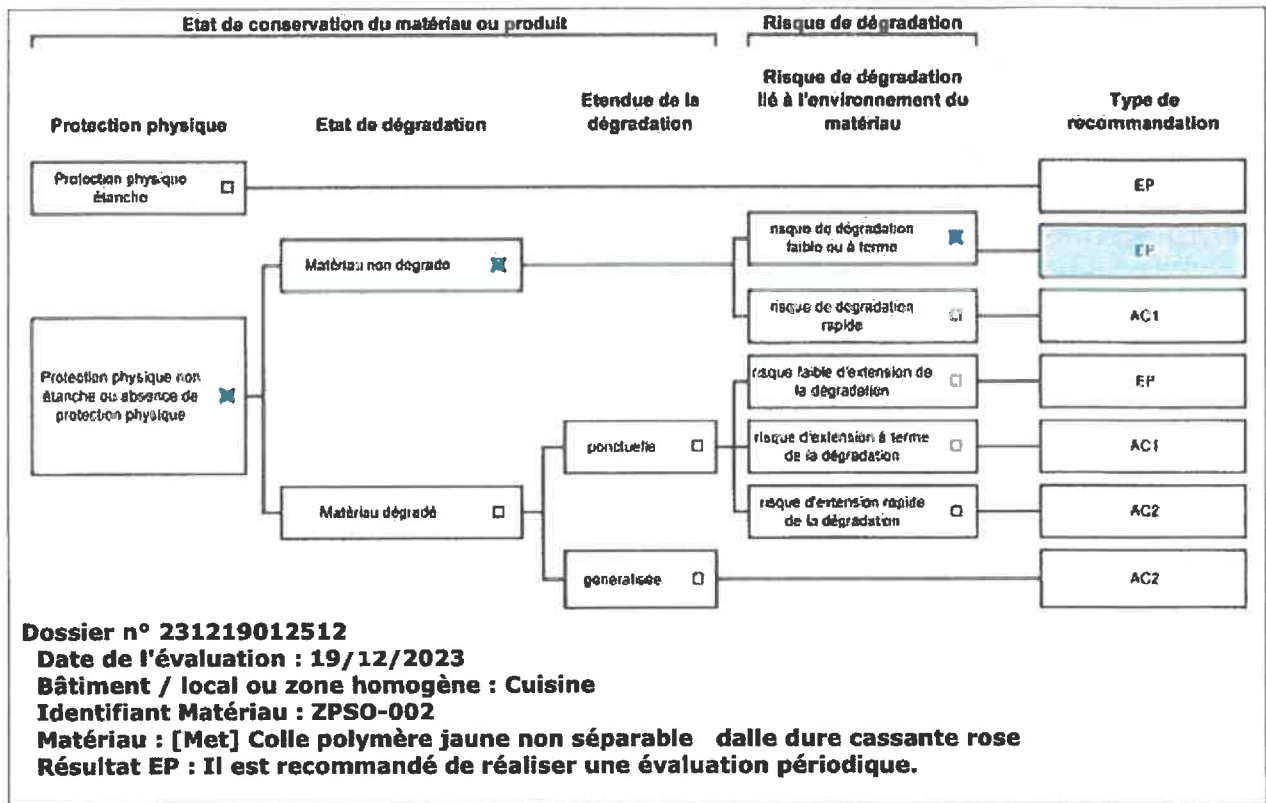 Etat de conservation du matériau ou produit
Risque de dégradation
Protection physique
Etat de dégradation
Etendue de la
dégradation
Risque de dégradation
lié à l'environnement du
matériau
Type de
recommandation
Protection physique
étanche
EP
Protection physique non
étanche ou absence de
protection physique
Matériau non dégradé
risque de dégradation
faible ou à terme
EP
risque de dégradation
rapide
AC1
Matériau dégradé
ponctuelle
risque faible d'extension de
la dégradation
EP
risque d'extension à terme
de la dégradation
AC1
risque d'extension rapide
de la dégradation
AC2
généralisée
AC2
Dossier n° 231219012512
Date de l'évaluation : 19/12/2023
Bâtiment / local ou zone homogène : Cuisine
Identifiant Matériau : ZPSO-002
Matériau : [Met] Colle polymère jaune non séparable dalle dure cassante rose
Résultat EP : Il est recommandé de réaliser une évaluation périodique.